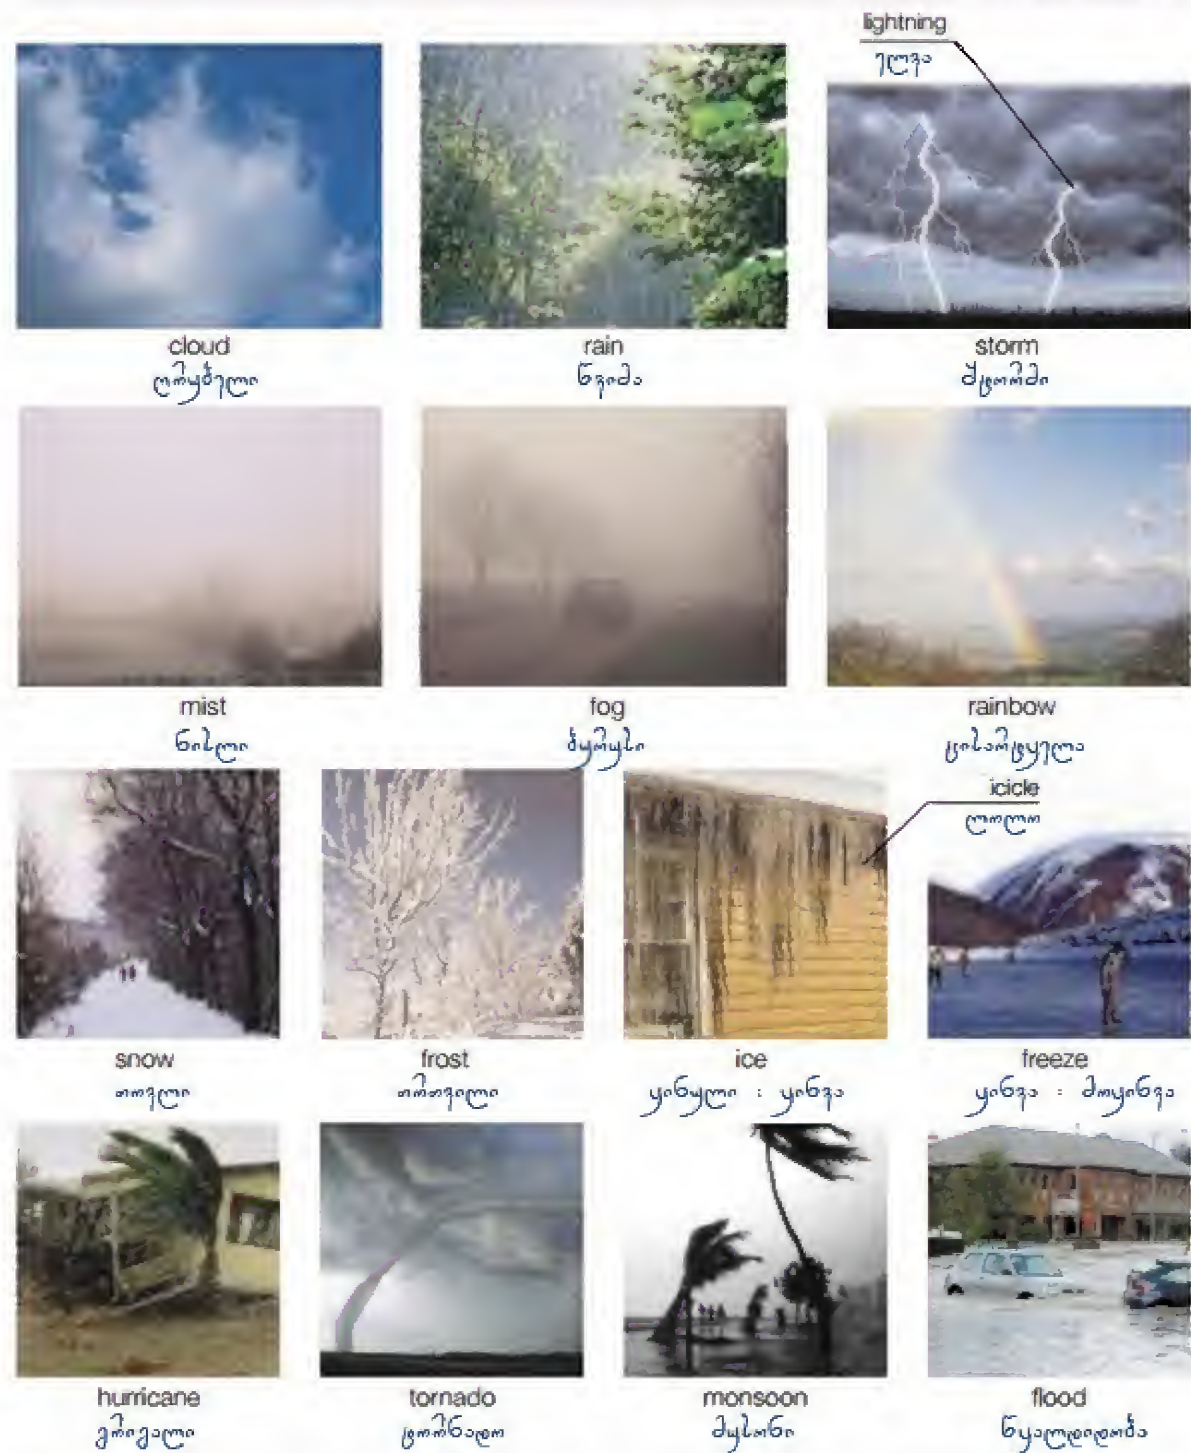 lightning
ელვა
cloud rain storm
ღრუბელი წვიმა შტორმი
mist fog rainbow
ნისლი ბურუსი ცისარტყელა
icicle
ლოლო
snow frost ice freeze
თოვლი თრთვილი ყინული : ყინვა ყინვა : მოყინვა
hurricane tornado monsoon flood
გრიგალი ტორნადო მუსონი წყალდიდობა